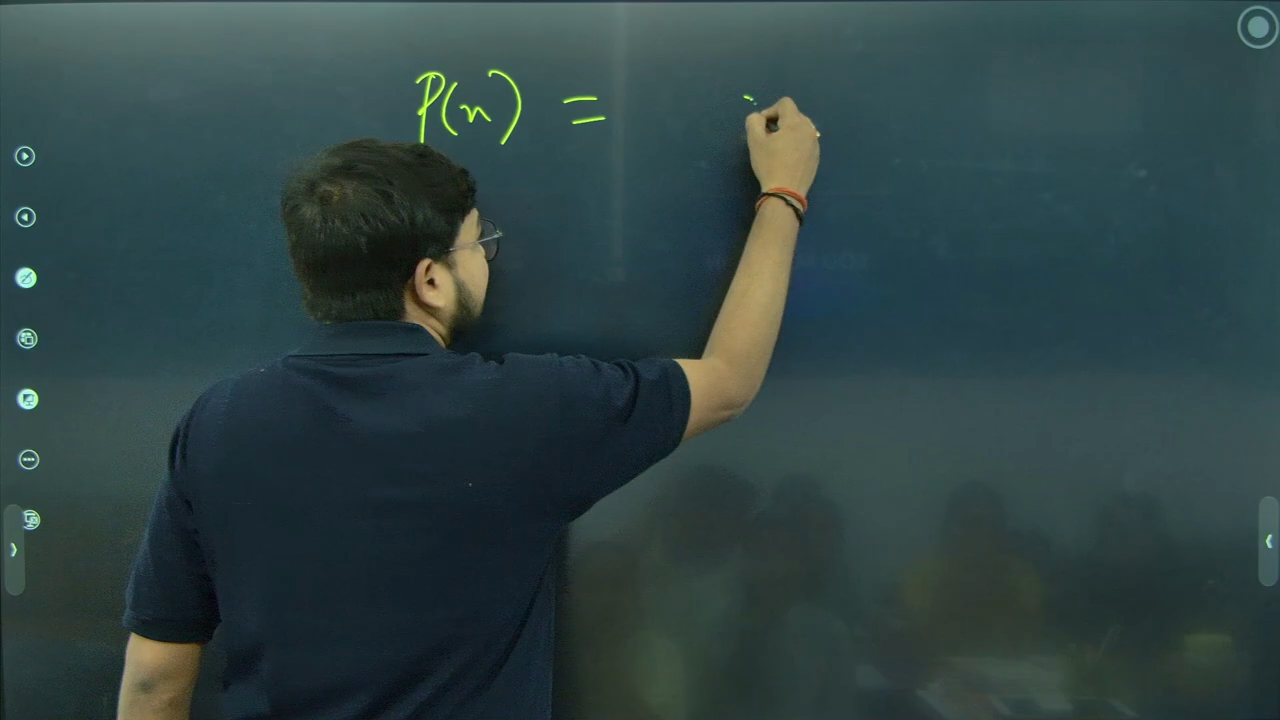 P(n) =